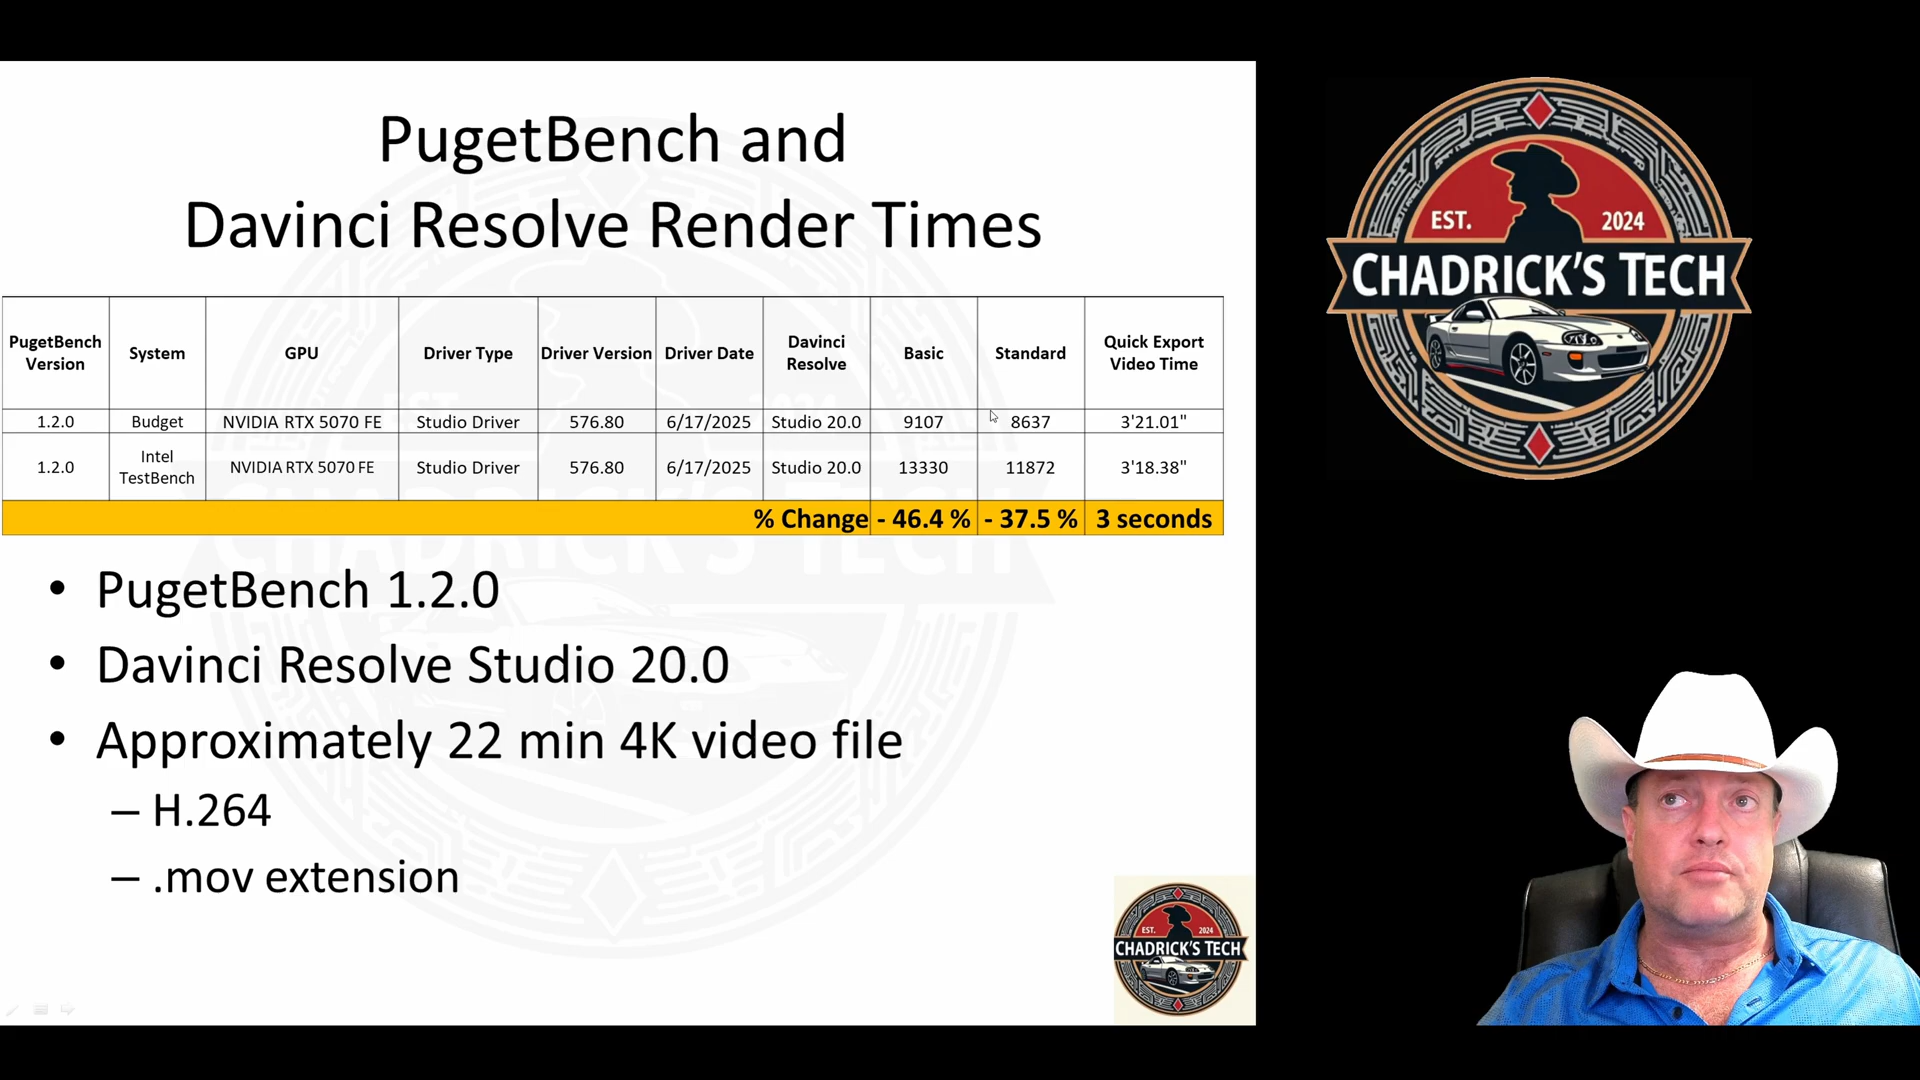 PugetBench and
Davinci Resolve Render Times
PugetBench Version System GPU Driver Type Driver Version Driver Date Davinci Resolve Basic Standard Quick Export Video Time
1.2.0 Budget NVIDIA RTX 5070 FE Studio Driver 576.80 6/17/2025 Studio 20.0 9107 8637 3'21.01"
1.2.0 Intel TestBench NVIDIA RTX 5070 FE Studio Driver 576.80 6/17/2025 Studio 20.0 13330 11872 3'18.38"
% Change - 46.4 % - 37.5 % 3 seconds
• PugetBench 1.2.0
• Davinci Resolve Studio 20.0
• Approximately 22 min 4K video file
– H.264
– .mov extension
EST. 2024
CHADRICK'S TECH
EST. 2024
CHADRICK'S TECH
EST. 2024
CHADRICK'S TECH